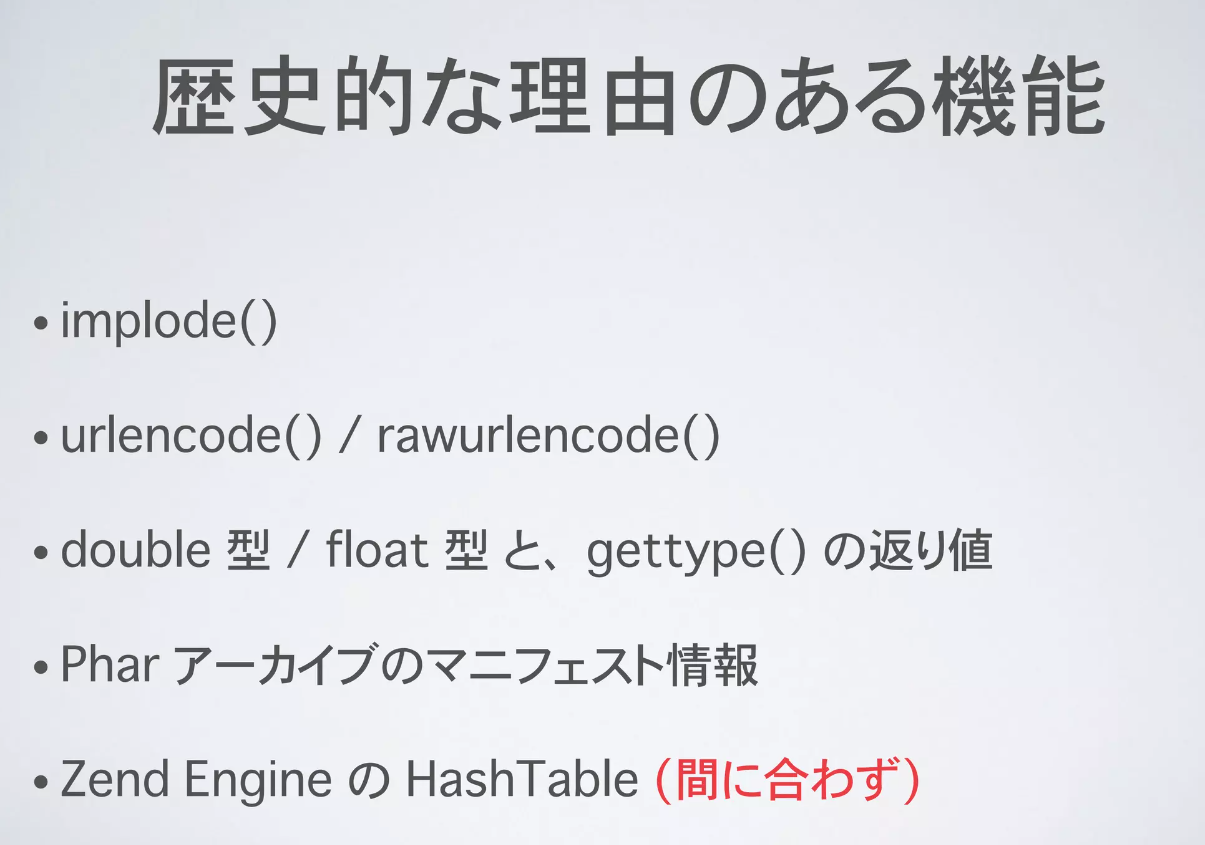 歴史的な理由のある機能
• implode()
• urlencode() / rawurlencode()
• double 型 / float 型 と、gettype() の返り値
• Phar アーカイブのマニフェスト情報
• Zend Engine の HashTable (間に合わず)